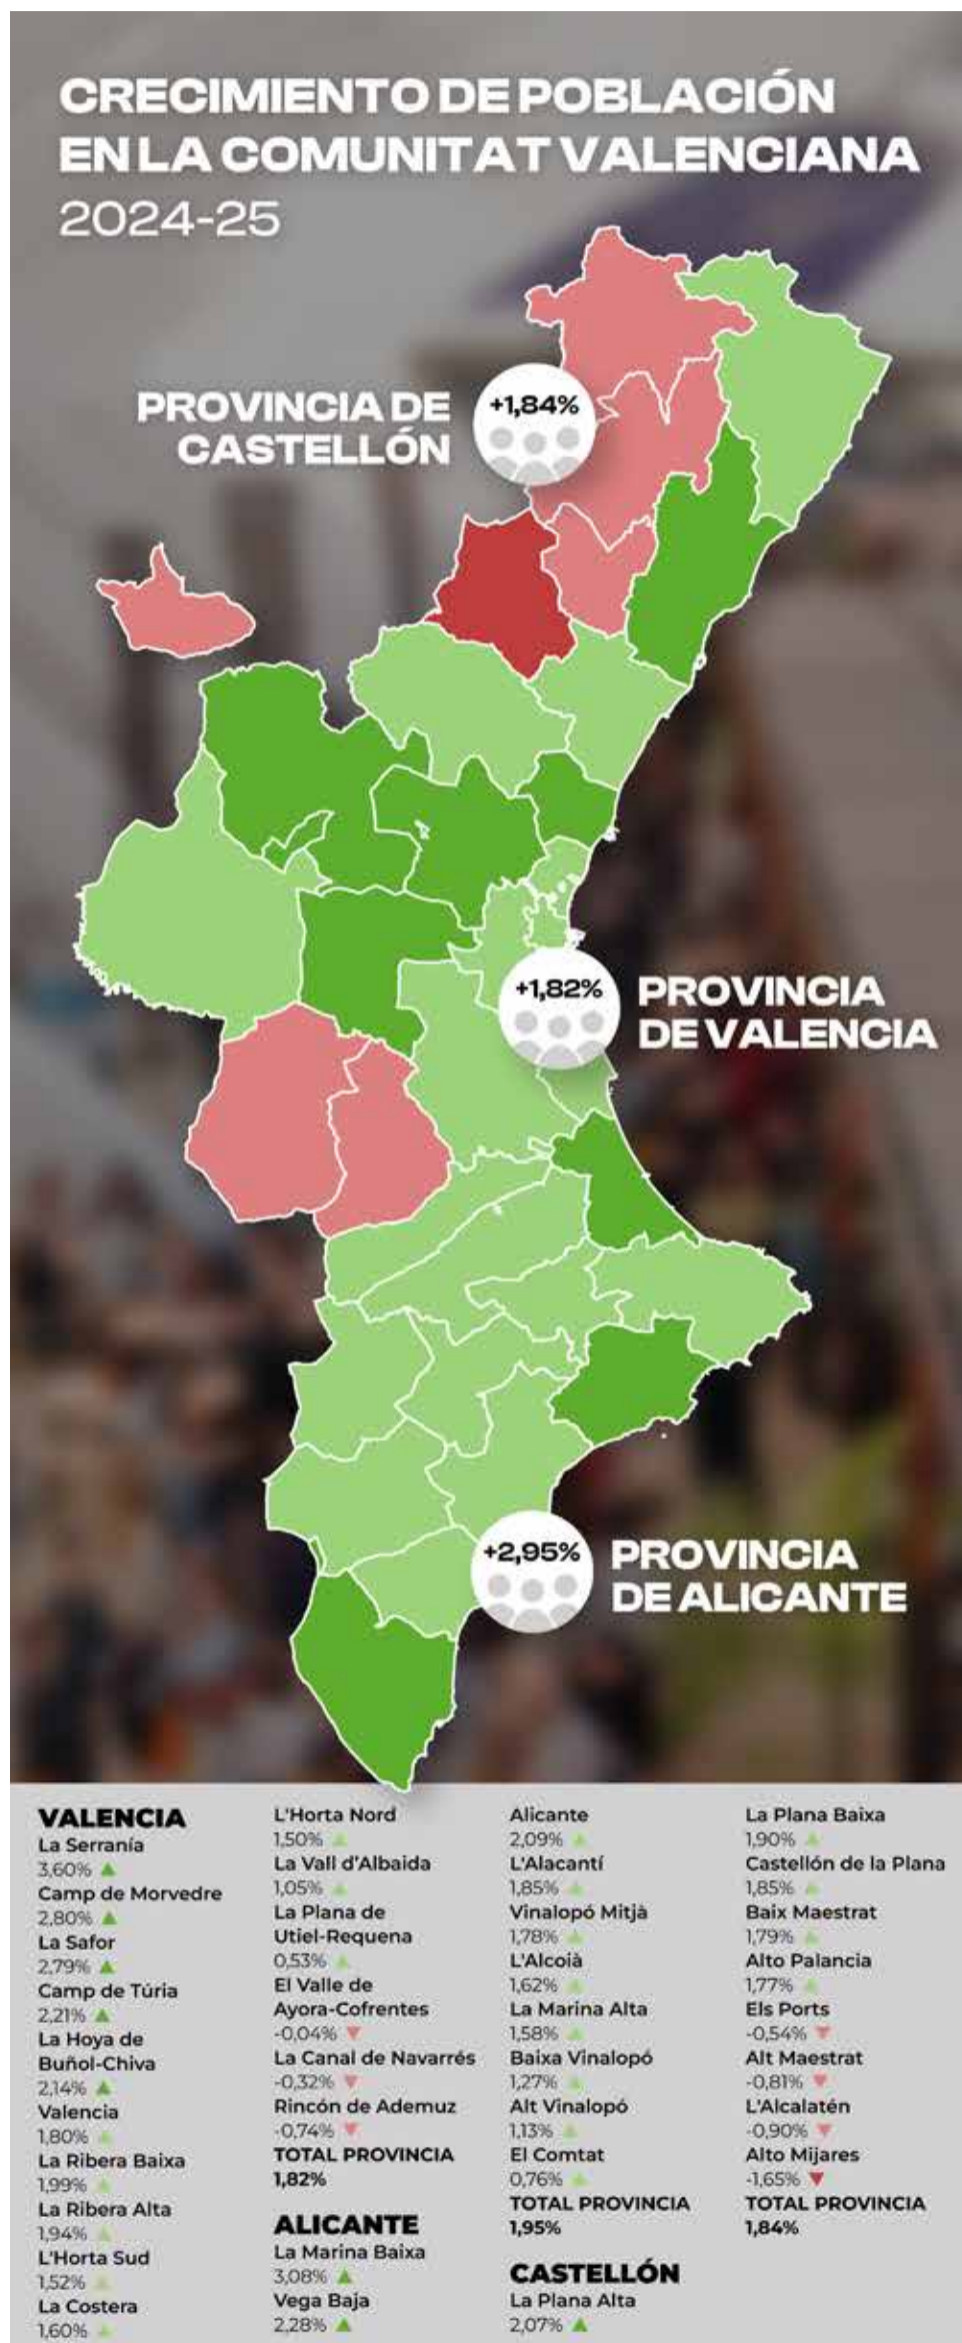 CRECIMIENTO DE POBLACIÓN
EN LA COMUNITAT VALENCIANA
2024-25
PROVINCIA DE
CASTELLÓN
+1,84%
+1,82%
PROVINCIA
DE VALENCIA
+2,95%
PROVINCIA
DE ALICANTE
VALENCIA
La Serranía
3,60%
Camp de Morvedre
2,80%
La Safor
2,79%
Camp de Túria
2,21%
La Hoya de
Buñol-Chiva
2,14%
Valencia
1,80%
La Ribera Baixa
1,99%
La Ribera Alta
1,94%
L'Horta Sud
1,52%
La Costera
1,60%
L'Horta Nord
1,50%
La Vall d'Albaida
1,05%
La Plana de
Utiel-Requena
0,53%
El Valle de
Ayora-Cofrentes
-0,04%
La Canal de Navarrés
-0,32%
Rincón de Ademuz
-0,74%
TOTAL PROVINCIA
1,82%
ALICANTE
La Marina Baixa
3,08%
Vega Baja
2,28%
Alicante
2,09%
L'Alacantí
1,85%
Vinalopó Mitjà
1,78%
L'Alcoià
1,62%
La Marina Alta
1,58%
Baixa Vinalopó
1,27%
Alt Vinalopó
1,13%
El Comtat
0,76%
TOTAL PROVINCIA
1,95%
CASTELLÓN
La Plana Alta
2,07%
La Plana Baixa
1,90%
Castellón de la Plana
1,85%
Baix Maestrat
1,79%
Alto Palancia
1,77%
Els Ports
-0,54%
Alt Maestrat
-0,81%
L'Alcalatén
-0,90%
Alto Mijares
-1,65%
TOTAL PROVINCIA
1,84%